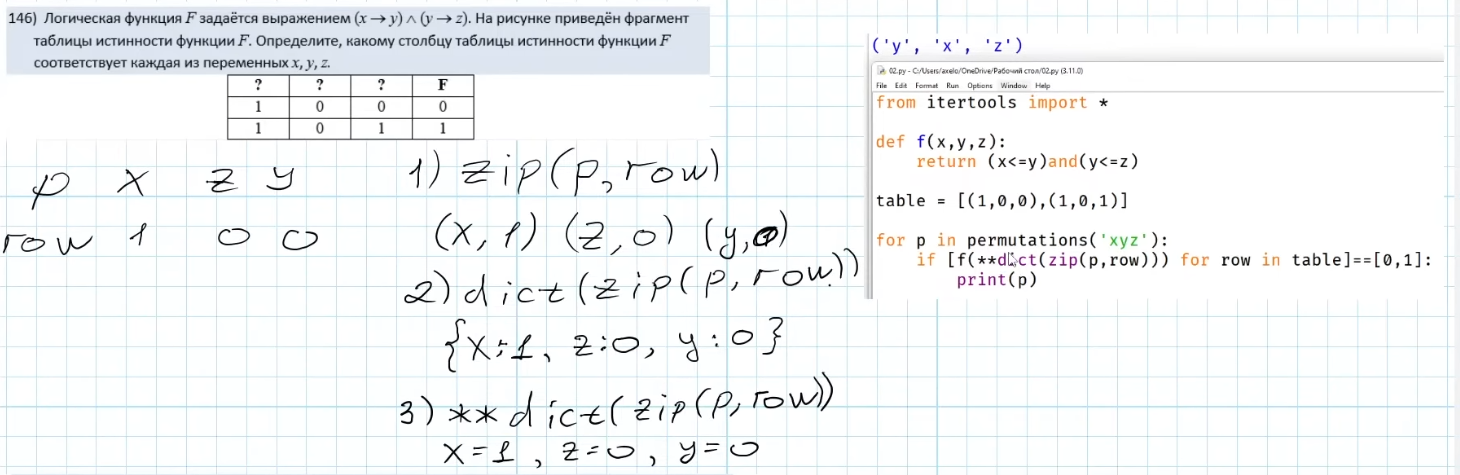 146) Логическая функция F задаётся выражением (x → y) ∧ (y → z). На рисунке приведён фрагмент
таблицы истинности функции F. Определите, какому столбцу таблицы истинности функции F
соответствует каждая из переменных x, y, z.
? ? ? F
1 0 0 0
1 0 1 1
p x z y
row 1 0 0
1) zip(p, row)
(x, 1) (z, 0) (y, 0)
2) dict(zip(p, row))
{x:1, z:0, y:0}
3) **dict(zip(p, row))
x=1, z=0, y=0
('y', 'x', 'z')
02.py - C:/Users/axelo/OneDrive/Рабочий стол/02.py (3.11.0)
File Edit Format Run Options Window Help
from itertools import *
def f(x,y,z):
return (x<=y)and(y<=z)
table = [(1,0,0),(1,0,1)]
for p in permutations('xyz'):
if [f(**dict(zip(p,row))) for row in table]==[0,1]:
print(p)